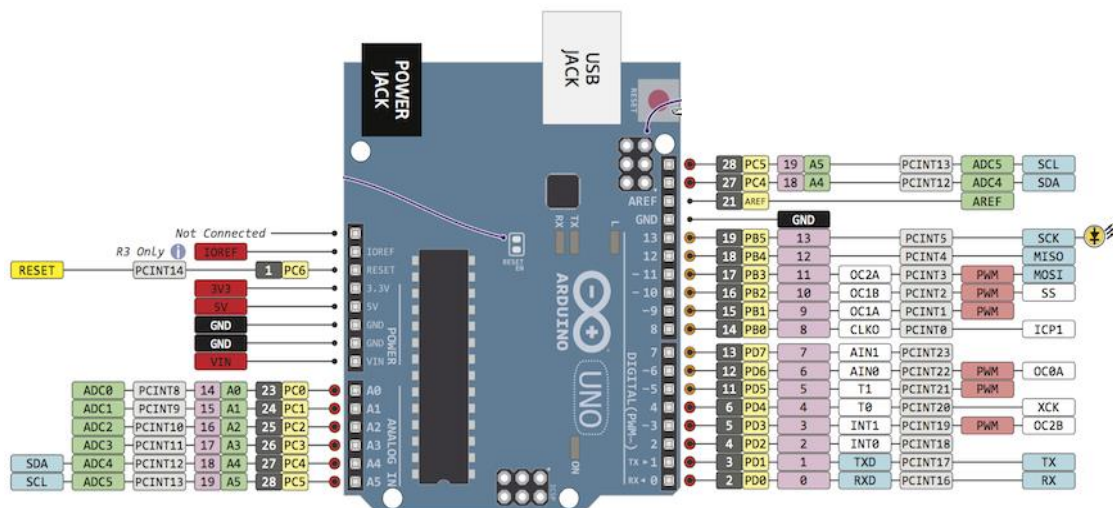 POWER JACK
USB JACK
RESET
28 PC5 19 A5 PCINT13 ADC5 SCL
27 PC4 18 A4 PCINT12 ADC4 SDA
21 AREF AREF
GND
19 PB5 13 PCINT5 SCK
18 PB4 12 PCINT4 MISO
17 PB3 11 OC2A PCINT3 PWM MOSI
16 PB2 10 OC1B PCINT2 PWM SS
15 PB1 9 OC1A PCINT1 PWM
14 PB0 8 CLKO PCINT0 ICP1
13 PD7 7 AIN1 PCINT23
12 PD6 6 AIN0 PCINT22 PWM OC0A
11 PD5 5 T1 PCINT21 PWM
6 PD4 4 T0 PCINT20 XCK
5 PD3 3 INT1 PCINT19 PWM OC2B
4 PD2 2 INT0 PCINT18
3 PD1 1 TXD PCINT17 TX
2 PD0 0 RXD PCINT16 RX
Not Connected
R3 Only i IOREF
RESET PCINT14 1 PC6
3V3
5V
GND
GND
VIN
ADC0 PCINT8 14 A0 23 PC0
ADC1 PCINT9 15 A1 24 PC1
ADC2 PCINT10 16 A2 25 PC2
ADC3 PCINT11 17 A3 26 PC3
SDA ADC4 PCINT12 18 A4 27 PC4
SCL ADC5 PCINT13 19 A5 28 PC5
IOREF
RESET
3.3V
5V
GND
GND
VIN
POWER
A0
A1
A2
A3
A4
A5
ANALOG IN
RX
TX
L
RESET EN
ARDUINO
UNO
ON
ICSP
AREF
GND
13
12
~11
~10
~9
8
7
~6
~5
4
~3
2
TX ► 1
RX ◄ 0
DIGITAL (PWM~)